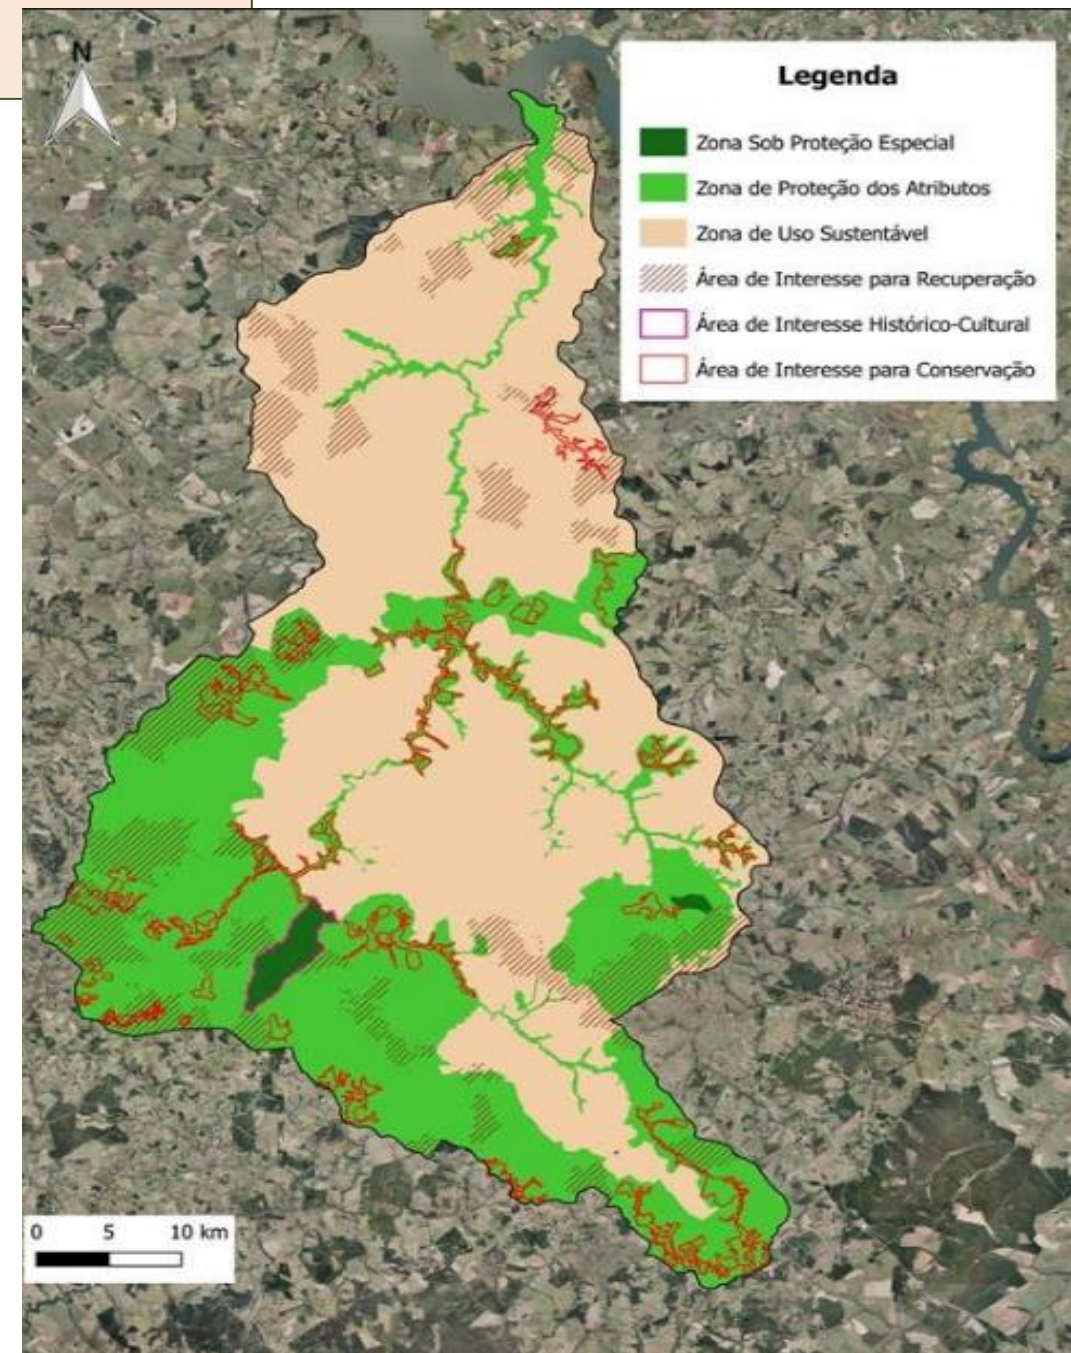 N
Legenda
Zona Sob Proteção Especial
Zona de Proteção dos Atributos
Zona de Uso Sustentável
Área de Interesse para Recuperação
Área de Interesse Histórico-Cultural
Área de Interesse para Conservação
0 5 10 km